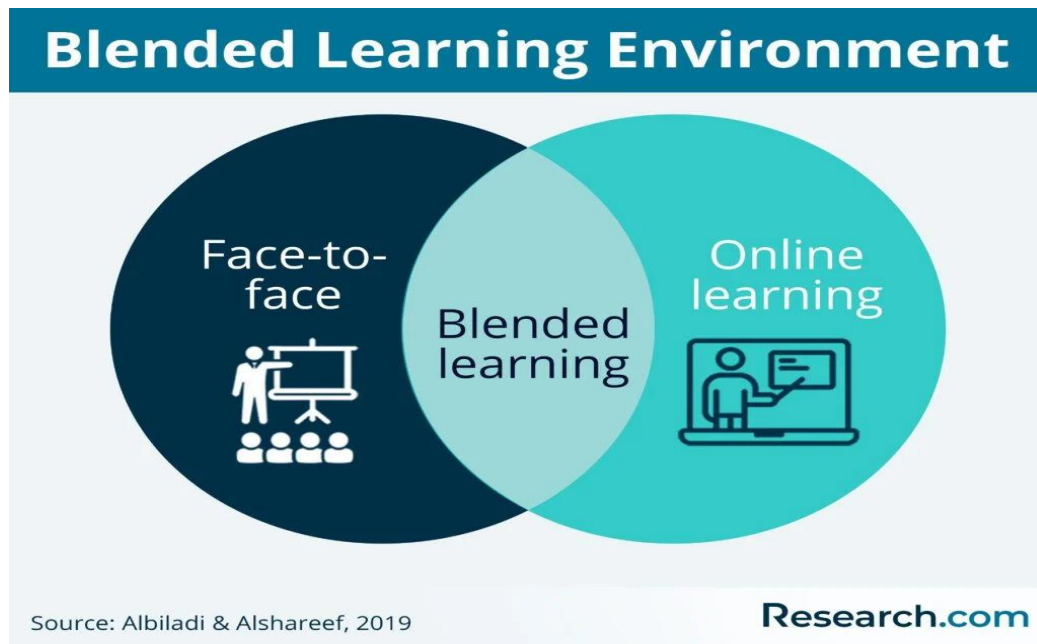 Blended Learning Environment
Face-to-
face
Blended
learning
Online
learning
Source: Albiladi & Alshareef, 2019
Research.com